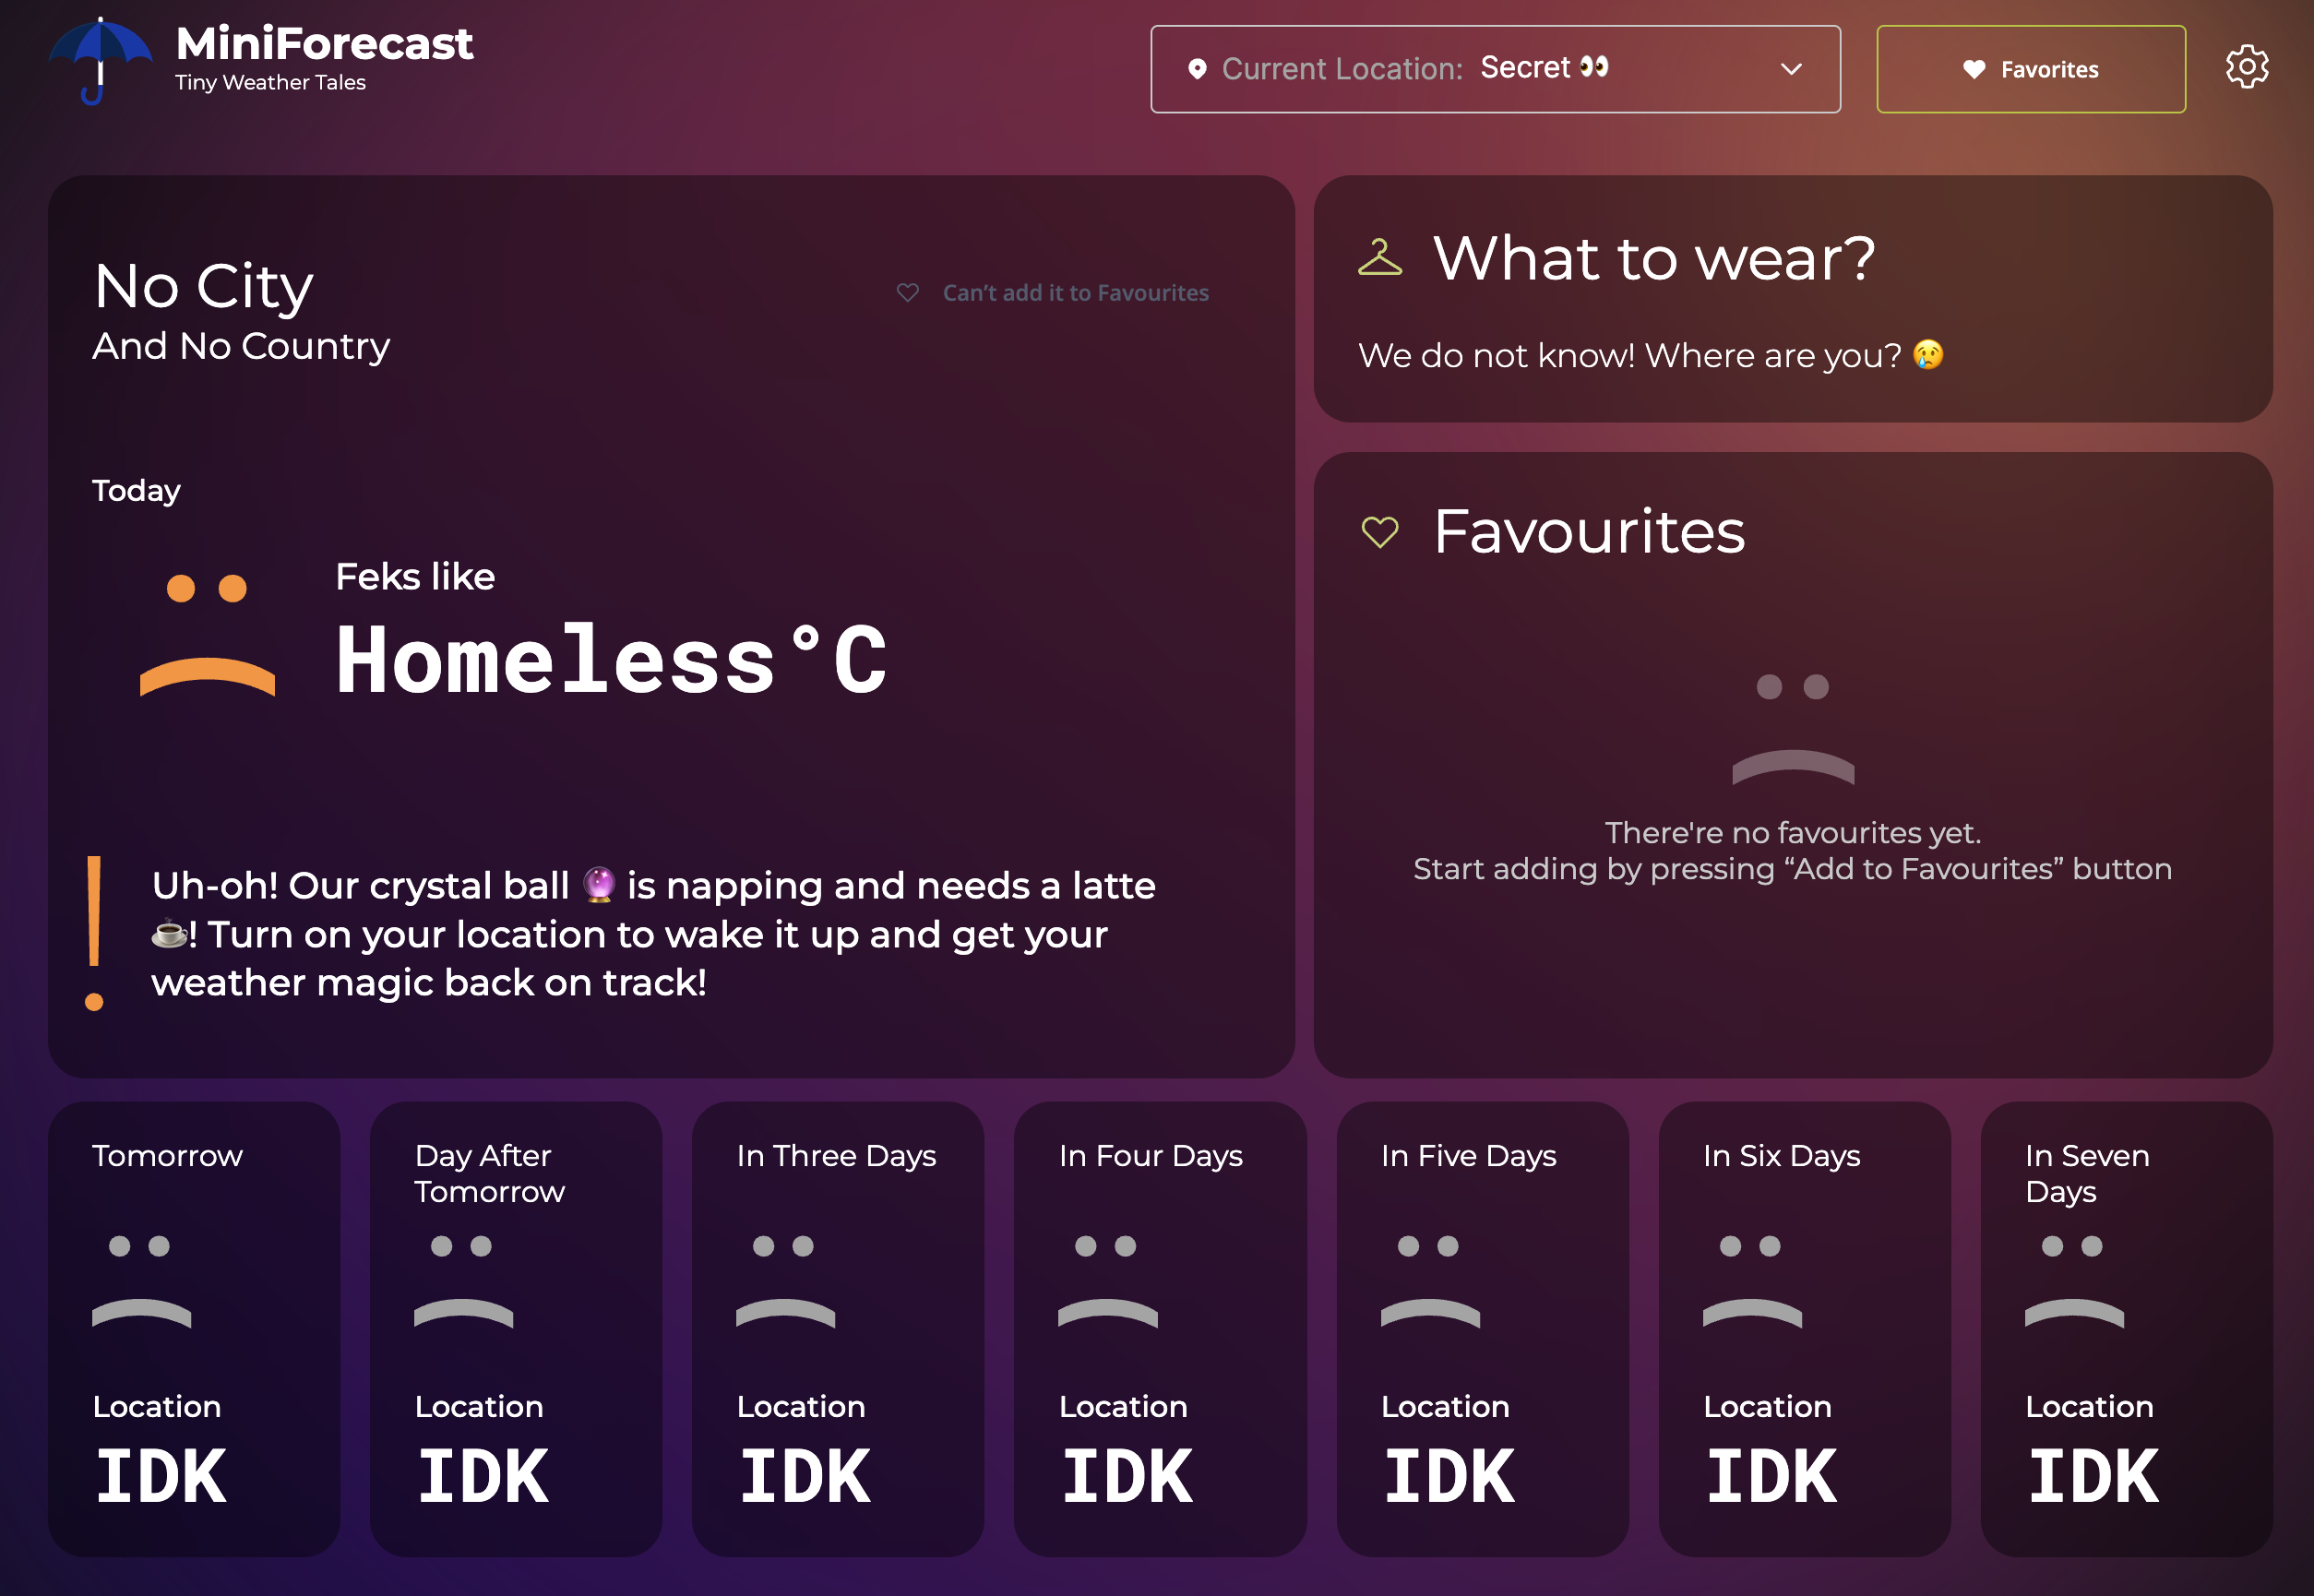 MiniForecast
Tiny Weather Tales
Current Location: Secret 👀
Favorites
No City
And No Country
Can’t add it to Favourites
Today
Feks like
Homeless°C
Uh-oh! Our crystal ball 🔮 is napping and needs a latte
☕! Turn on your location to wake it up and get your
weather magic back on track!
What to wear?
We do not know! Where are you? 😢
Favourites
There're no favourites yet.
Start adding by pressing “Add to Favourites” button
Tomorrow
Location
IDK
Day After
Tomorrow
Location
IDK
In Three Days
Location
IDK
In Four Days
Location
IDK
In Five Days
Location
IDK
In Six Days
Location
IDK
In Seven
Days
Location
IDK